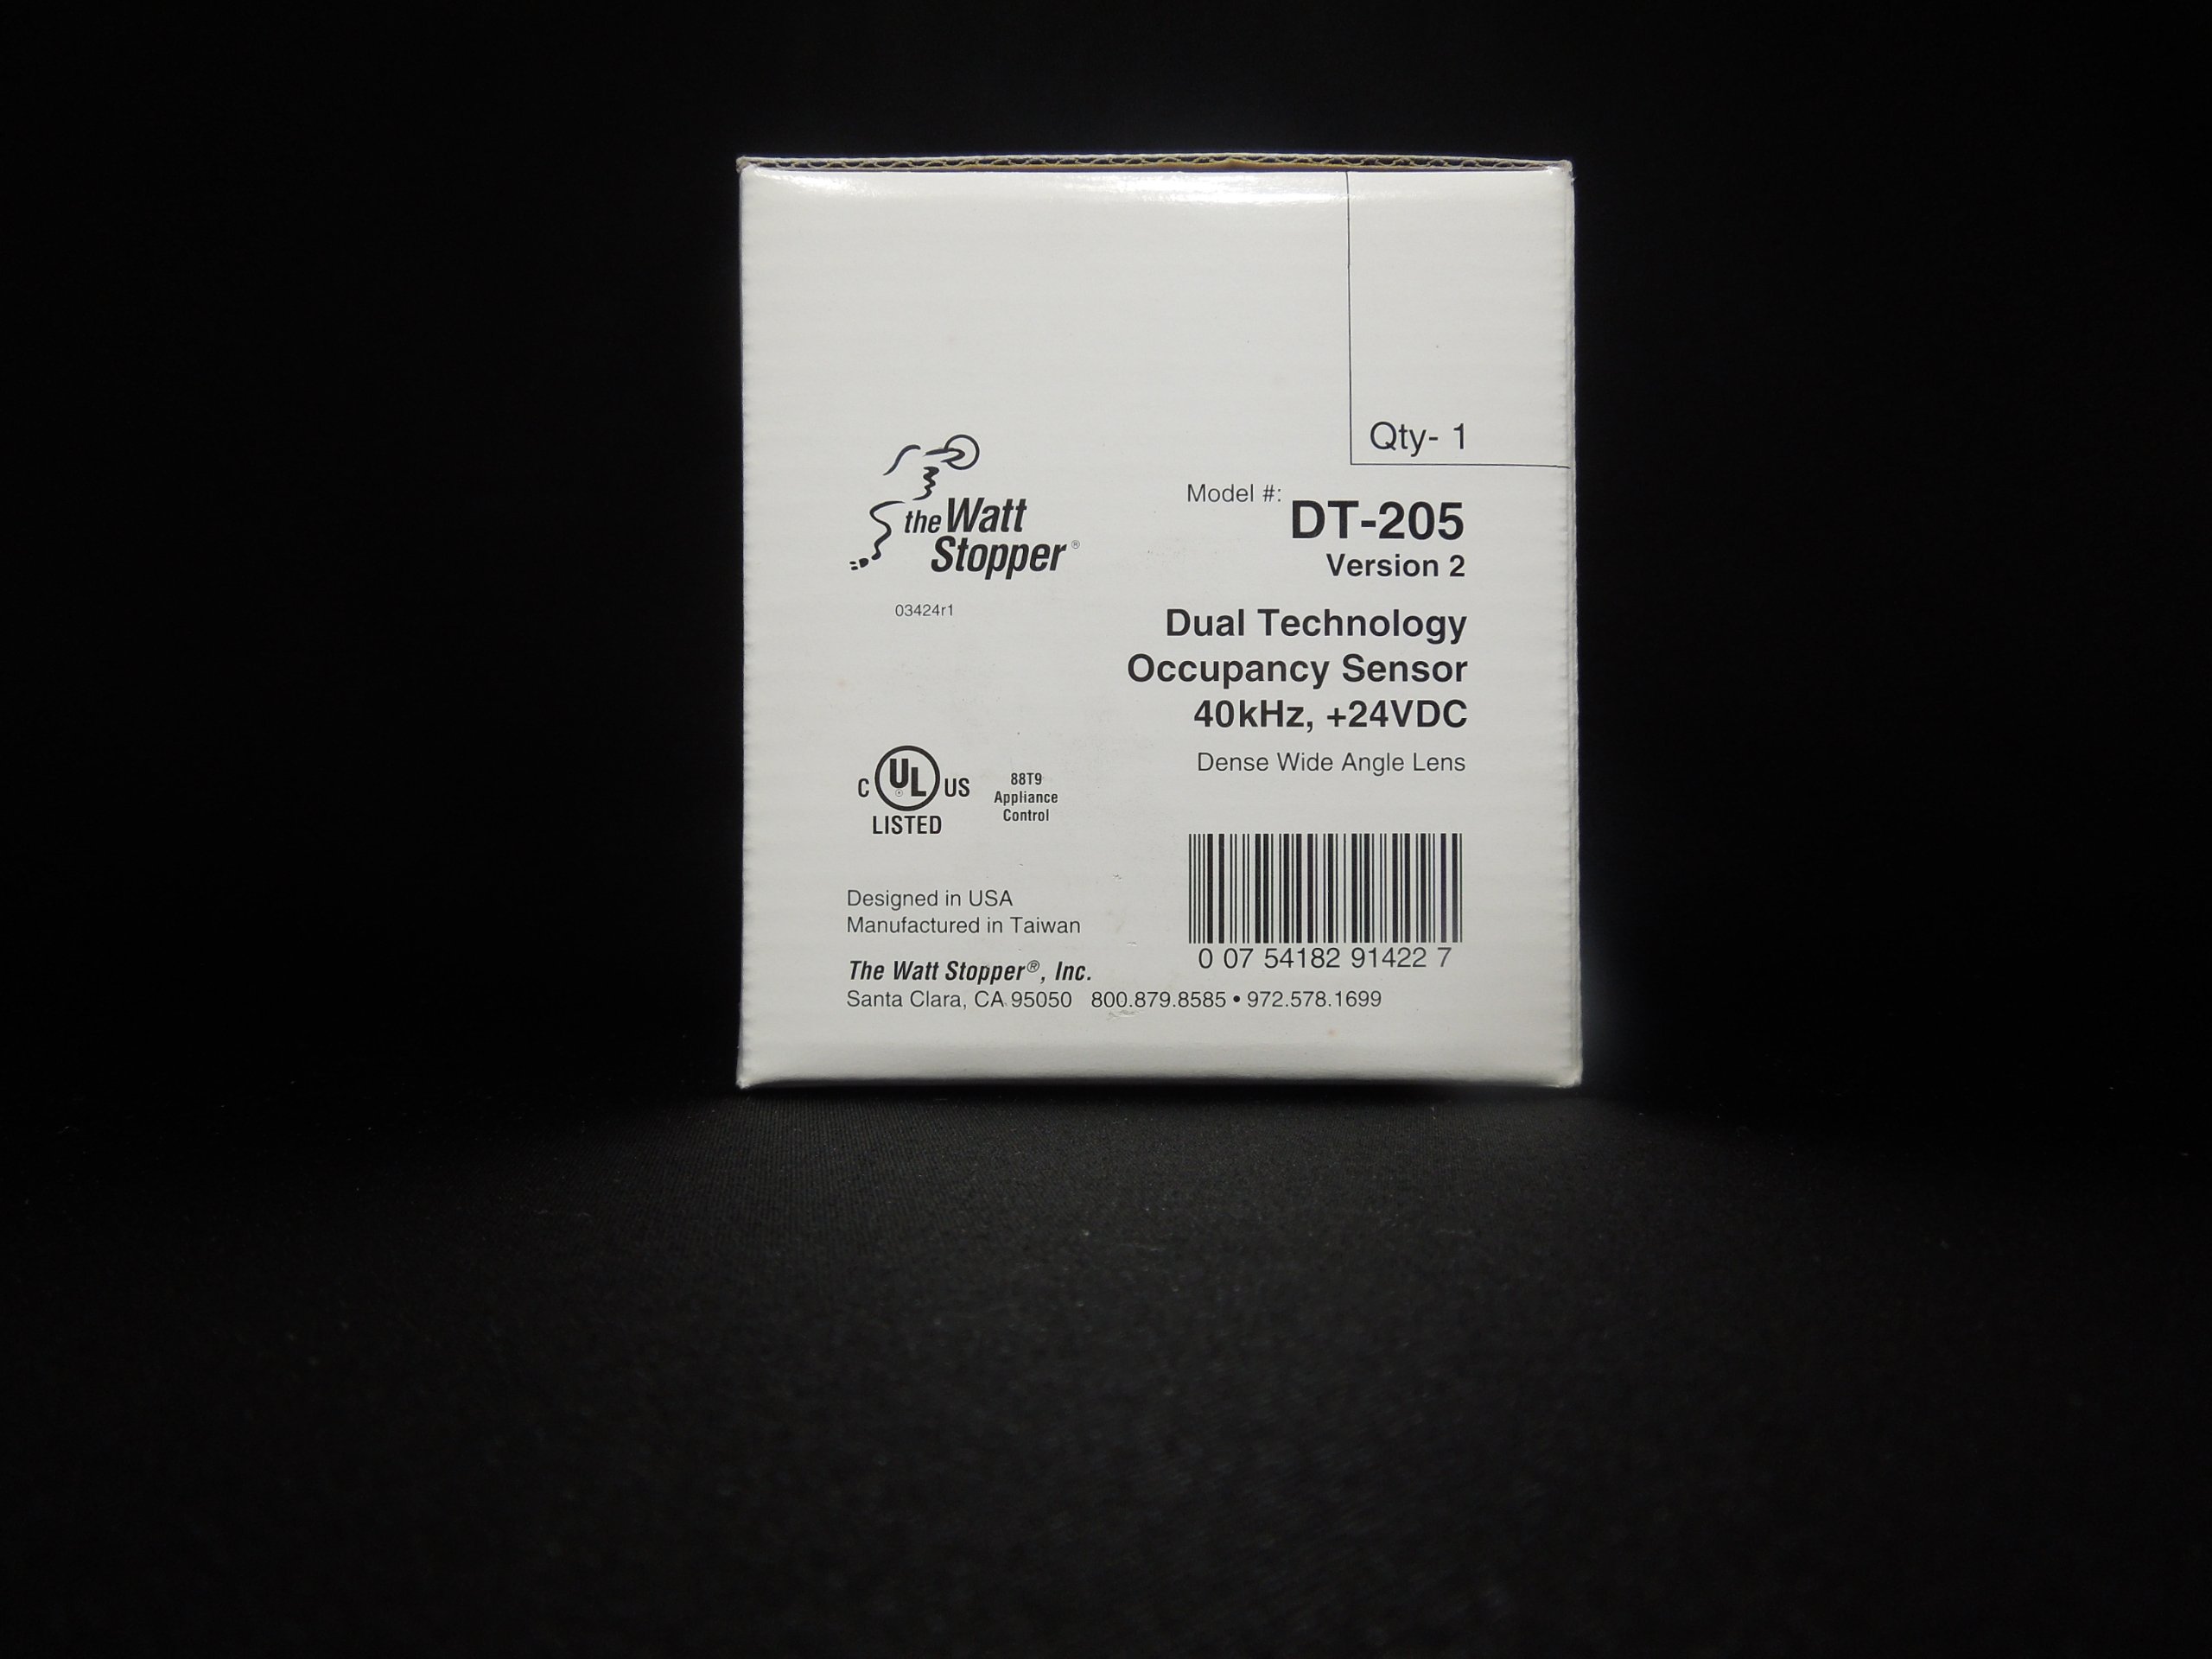 Qty- 1
the Watt
Stopper®
03424r1
Model #: DT-205
Version 2
Dual Technology
Occupancy Sensor
40kHz, +24VDC
Dense Wide Angle Lens
C UL® US
LISTED
88T9
Appliance
Control
0 07 54182 91422 7
Designed in USA
Manufactured in Taiwan
The Watt Stopper®, Inc.
Santa Clara, CA 95050 800.879.8585 • 972.578.1699